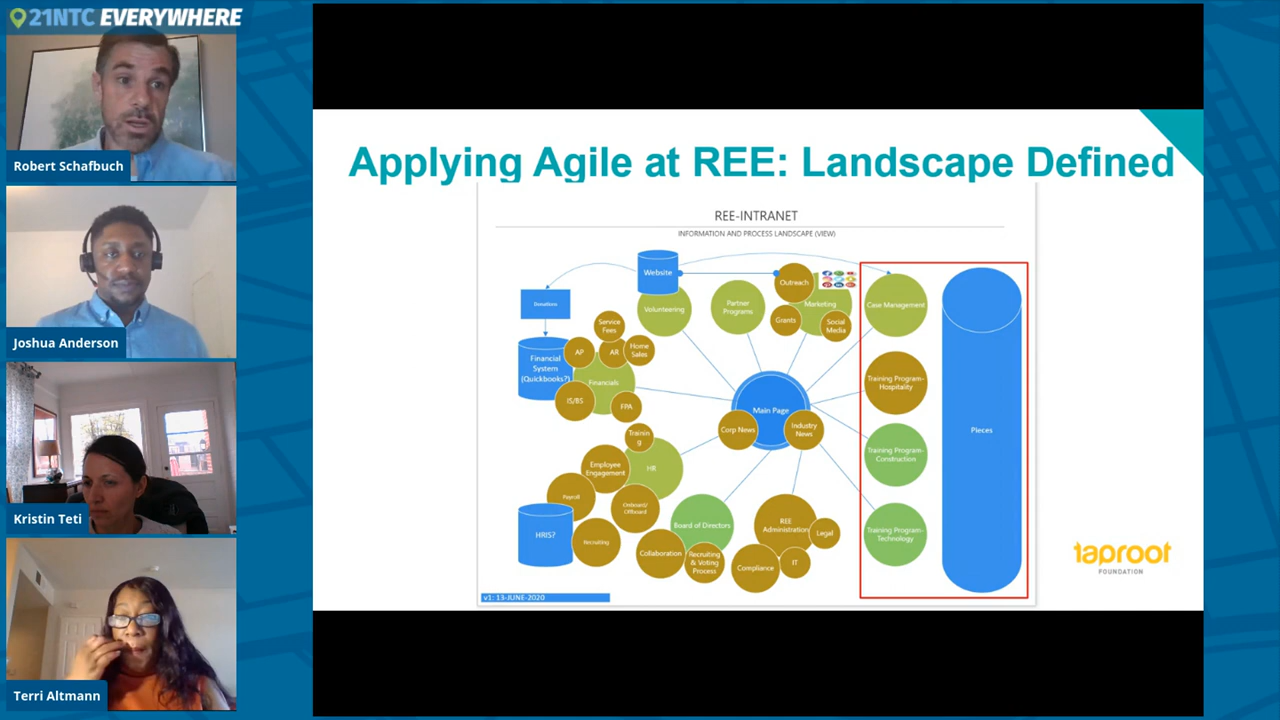 21NTC EVERYWHERE
Robert Schafbuch
Joshua Anderson
Kristin Teti
Terri Altmann
Applying Agile at REE: Landscape Defined
REE-INTRANET
INFORMATION AND PROCESS LANDSCAPE (VIEW)
Website
Donations
Volunteering
Partner
Programs
Outreach
Marketing
Grants
Social
Media
Case Management
Financial
System
(Quickbooks?)
Service
Fees
AP
AR
Home
Sales
Financials
IS/BS
FPA
Main Page
Corp News
Industry
News
Training Program-
Hospitality
Training Program-
Construction
Training Program-
Technology
Pieces
Trainin
g
Employee
Engagement
HR
Payroll
Onboard/
Offboard
HRIS?
Recruiting
Board of Directors
Collaboration
Recruiting
& Voting
Process
REE
Administration
Legal
Compliance
IT
v1: 13-JUNE-2020
taproot
FOUNDATION